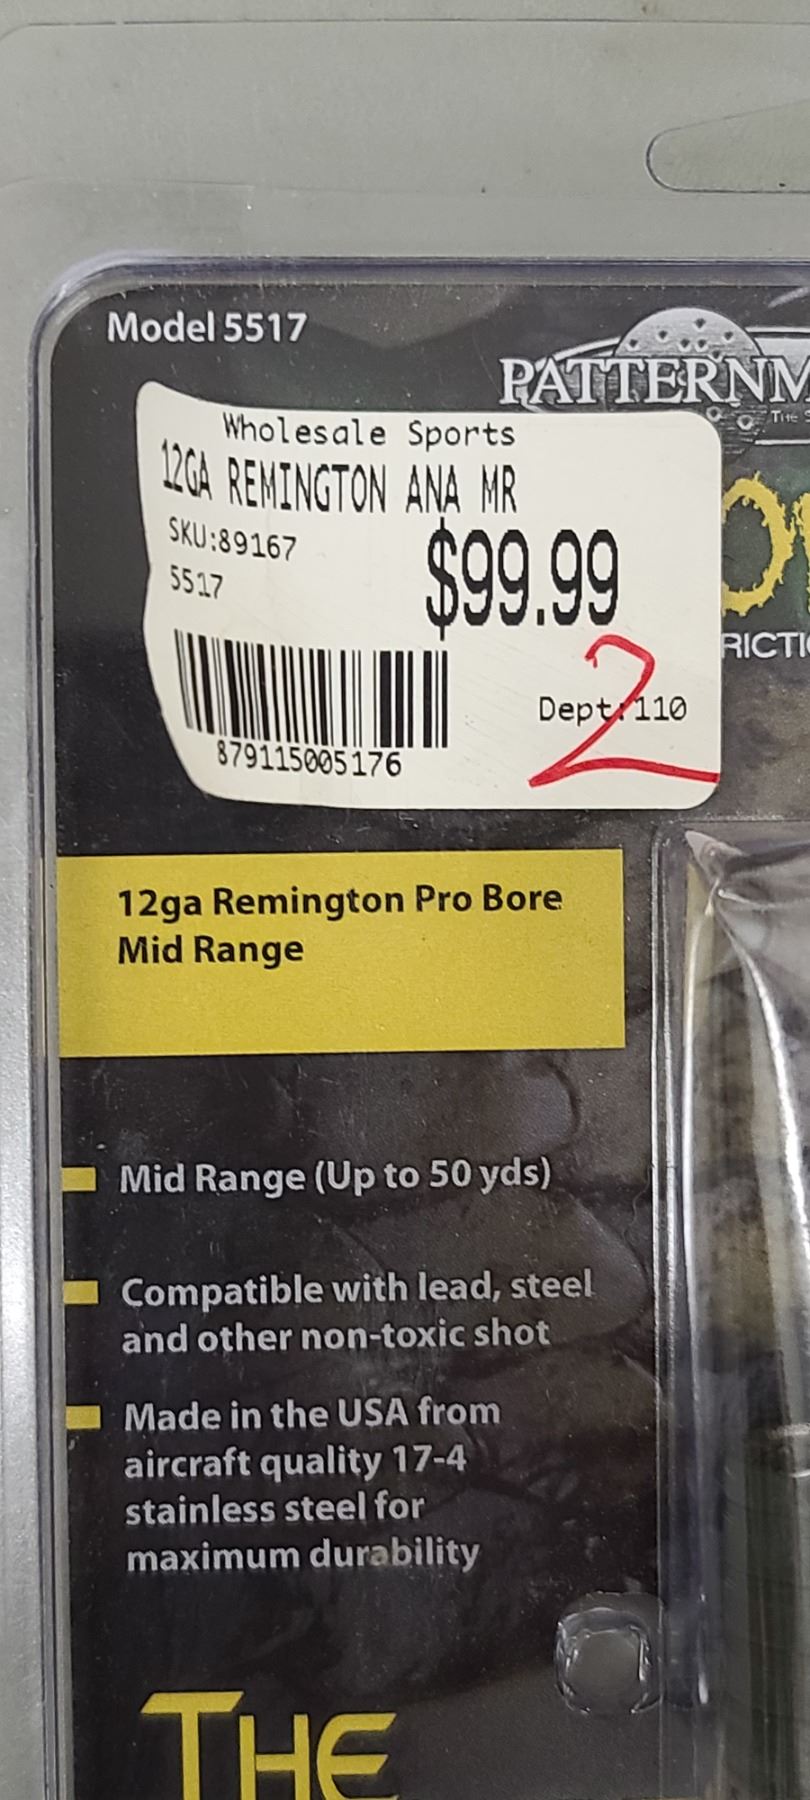 Model 5517
PATTERNM
Wholesale Sports
12GA REMINGTON ANA MR
SKU:89167
$99.99
5517
2
Dept:110
879115005176
RICTI
12ga Remington Pro Bore
Mid Range
Mid Range (Up to 50 yds)
Compatible with lead, steel
and other non-toxic shot
Made in the USA from
aircraft quality 17-4
stainless steel for
maximum durability
THE